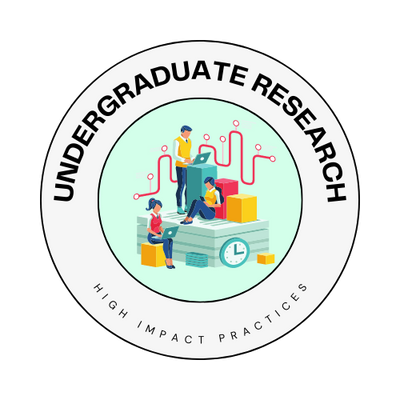 UNDERGRADUATE RESEARCH
HIGH IMPACT PRACTICES